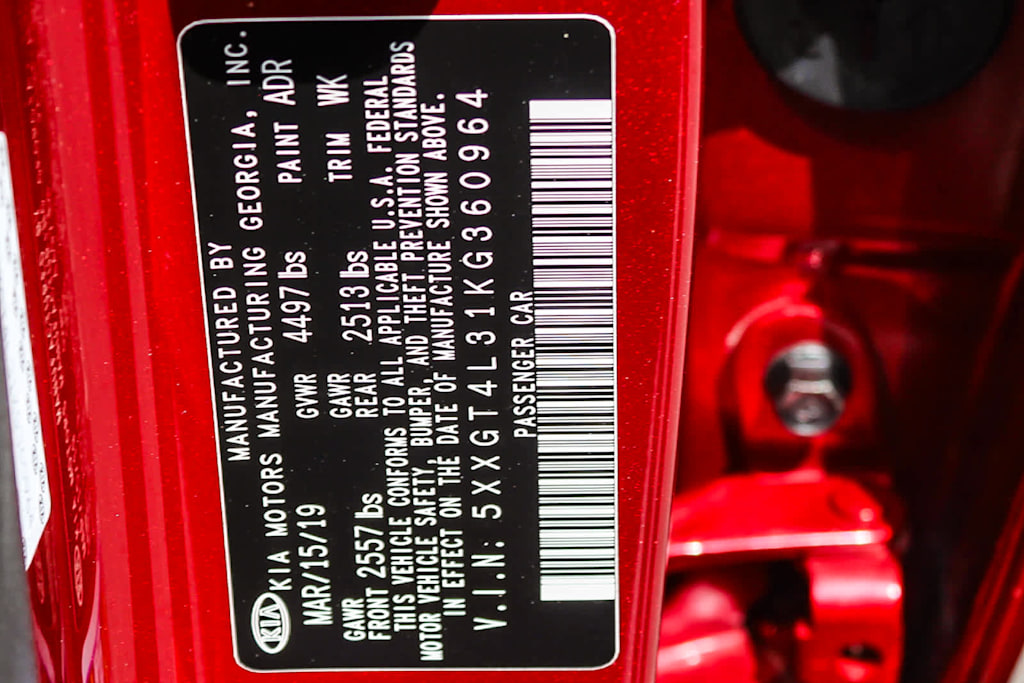 MANUFACTURED BY
KIA KIA MOTORS MANUFACTURING GEORGIA, INC.
MAR/15/19 GVWR 4497 lbs PAINT ADR
GAWR FRONT 2557 lbs GAWR REAR 2513 lbs TRIM WK
THIS VEHICLE CONFORMS TO ALL APPLICABLE U.S.A. FEDERAL
MOTOR VEHICLE SAFETY, BUMPER, AND THEFT PREVENTION STANDARDS
IN EFFECT ON THE DATE OF MANUFACTURE SHOWN ABOVE.
V.I.N: 5XXGT4L31KG360964
PASSENGER CAR